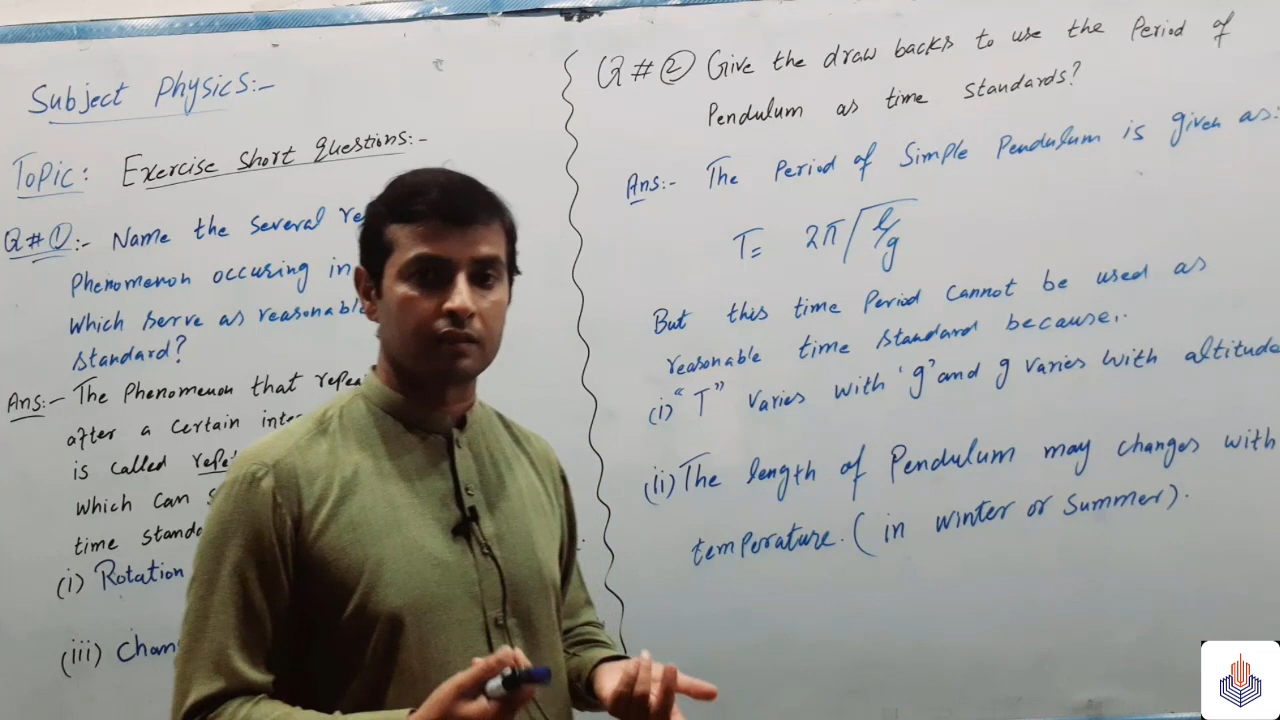 Subject Physics:-
Topic: Exercise short questions:-
Q#①:- Name the several
Phenomenon occuring in
which serve as reasonable
standard?
Ans:- The Phenomenon that
after a certain
is called
which can
time
(i) Rotation
(iii)
Q#② Give the draw backs to use the Period of
Pendulum as time standards?
Ans:- The Period of Simple Pendulum is given as:
T= 2π√l/g
But this time Period cannot be used as
reasonable time standard because:-
(i) "T" varies with 'g' and g varies with altitude
(ii) The length of Pendulum may changes with
temperature. (in winter or summer).